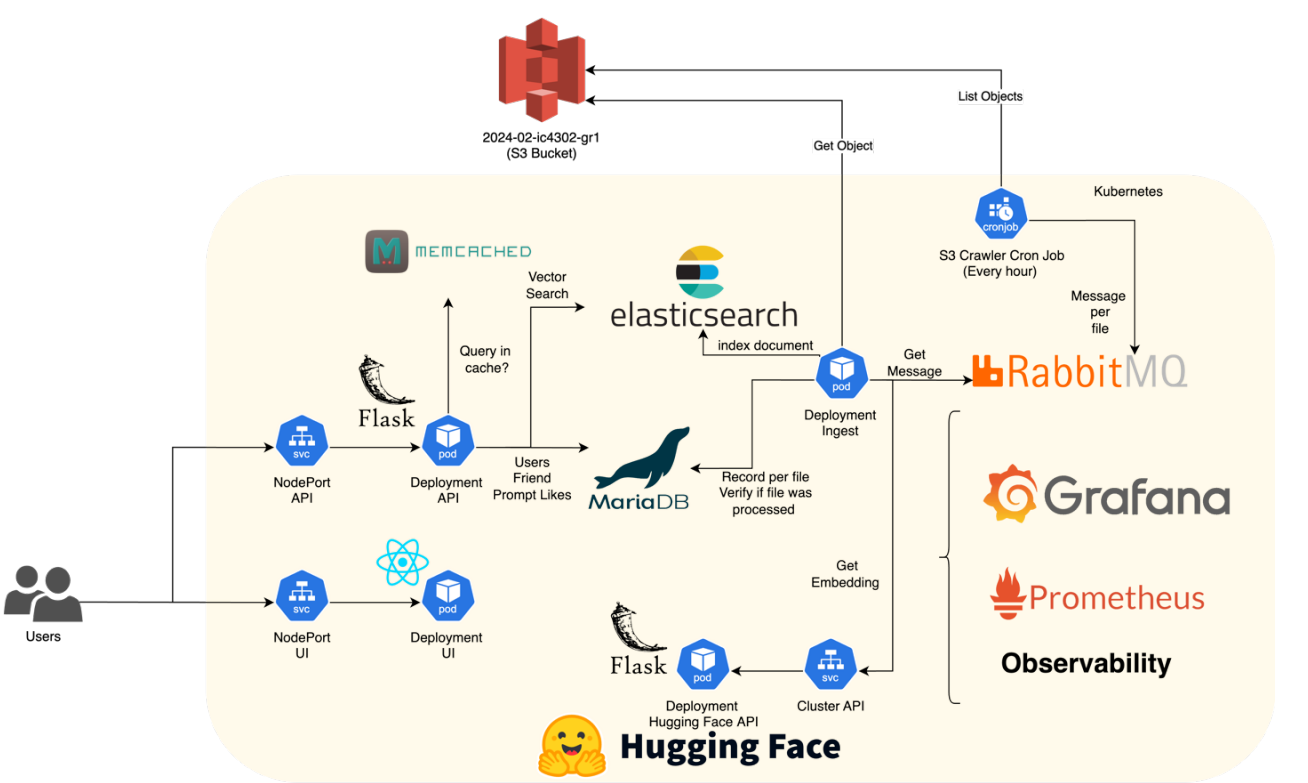 2024-02-ic4302-gr1
(S3 Bucket)
List Objects
Get Object
Kubernetes
cronjob
S3 Crawler Cron Job
(Every hour)
MEMCACHED
Vector
Search
elasticsearch
Message
per
file
index document
Query in
cache?
Get
Message
RabbitMQ
pod
Deployment
Ingest
Flask
svc
NodePort
API
pod
Deployment
API
Users
Friend
Prompt Likes
MariaDB
Record per file
Verify if file was
processed
Grafana
Get
Embedding
Users
svc
NodePort
UI
pod
Deployment
UI
Prometheus
Observability
Flask
pod
Deployment
Hugging Face API
svc
Cluster API
Hugging Face